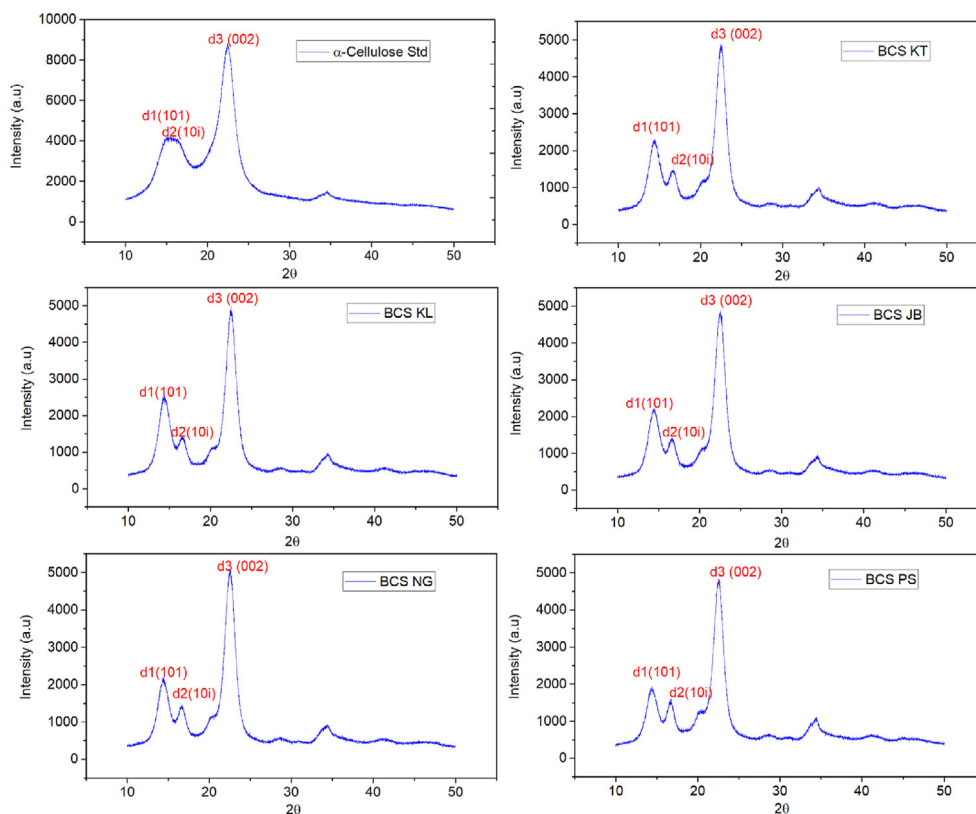 10000
8000
6000
4000
2000
0
Intensity (a.u)
d3 (002)
d1(101)
d2(10i)
α-Cellulose Std
10 20 30 40 50
2θ
5000
4000
3000
2000
1000
0
Intensity (a.u)
d3 (002)
d1(101)
d2(10i)
BCS KT
10 20 30 40 50
2θ
5000
4000
3000
2000
1000
0
Intensity (a.u)
d3 (002)
d1(101)
d2(10i)
BCS KL
10 20 30 40 50
2θ
5000
4000
3000
2000
1000
0
Intensity (a.u)
d3 (002)
d1(101)
d2(10i)
BCS JB
10 20 30 40 50
2θ
5000
4000
3000
2000
1000
0
Intensity (a.u)
d3 (002)
d1(101)
d2(10i)
BCS NG
10 20 30 40 50
2θ
5000
4000
3000
2000
1000
0
Intensity (a.u)
d3 (002)
d1(101)
d2(10i)
BCS PS
10 20 30 40 50
2θ